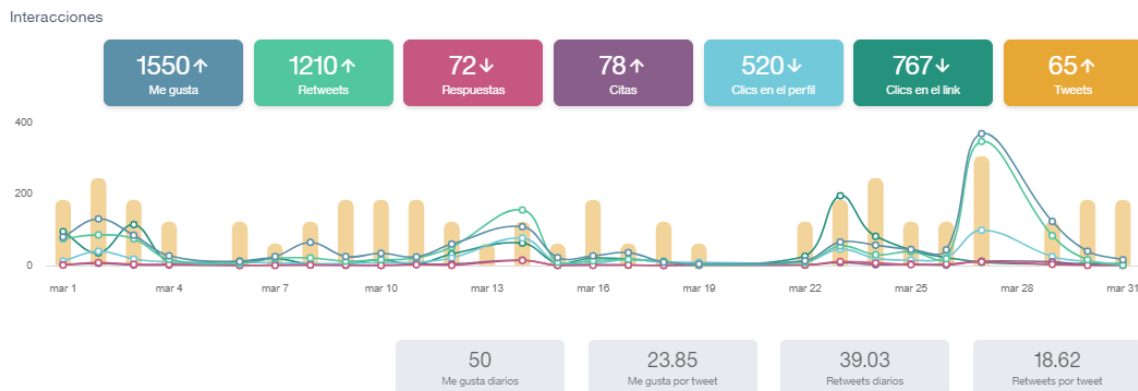 Interacciones
1550↑ 1210↑ 72↓ 78↑ 520↓ 767↓ 65↑
Me gusta Retweets Respuestas Citas Clics en el perfil Clics en el link Tweets
400
200
0
mar 1 mar 4 mar 7 mar 10 mar 13 mar 16 mar 19 mar 22 mar 25 mar 28 mar 31
50 23.85 39.03 18.62
Me gusta diarios Me gusta por tweet Retweets diarios Retweets por tweet